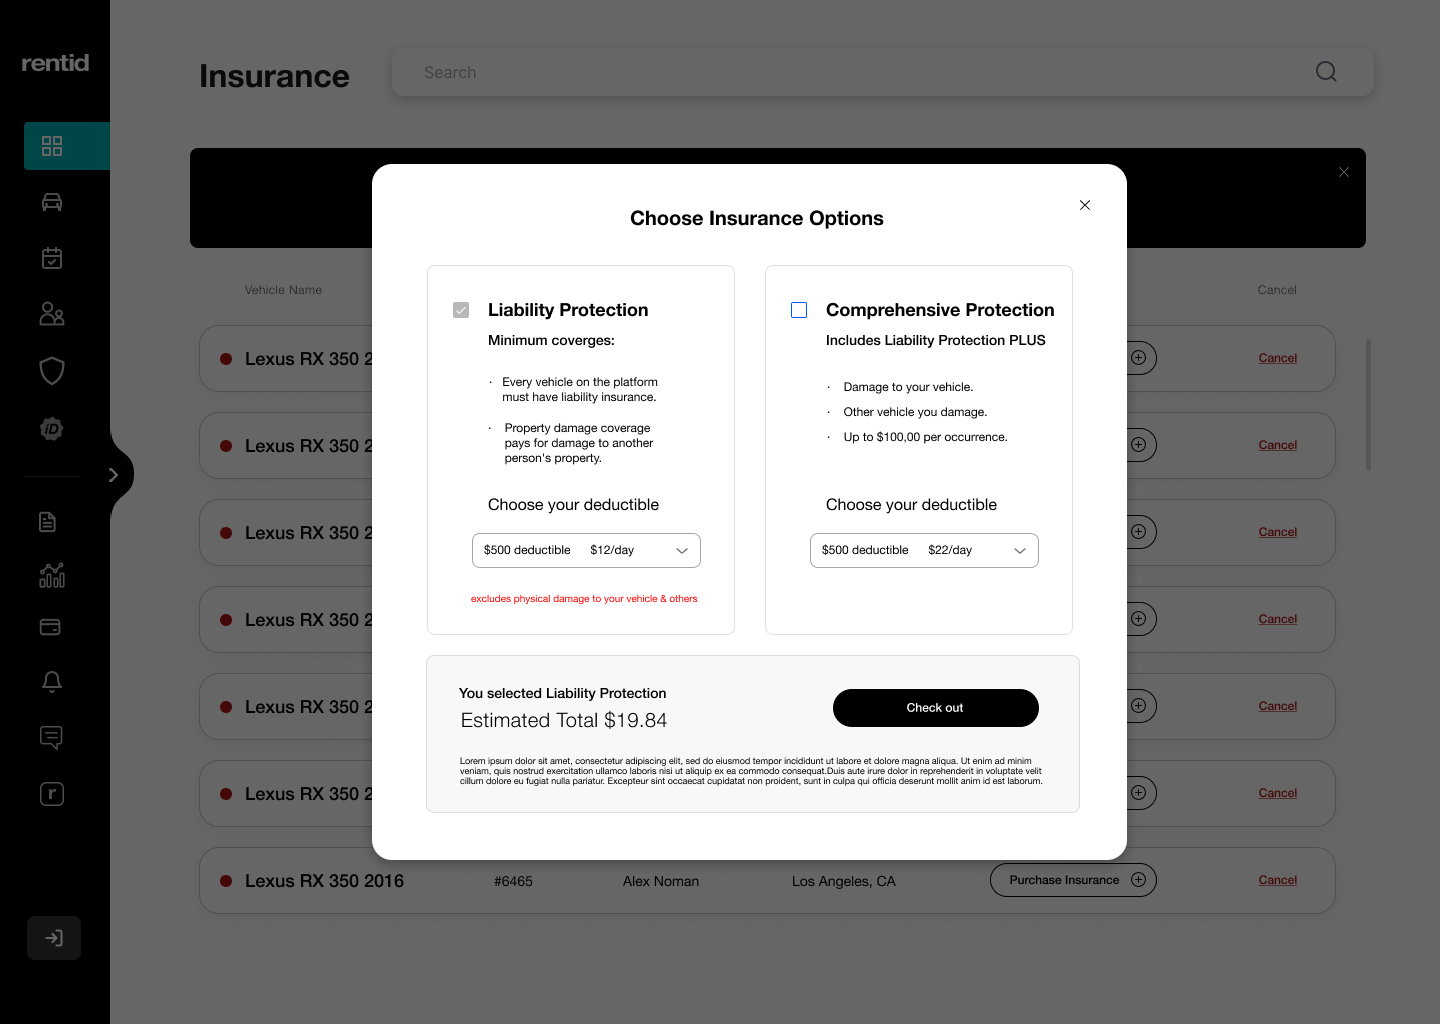 rentid
Insurance
Search
Choose Insurance Options
Vehicle Name
Cancel
Liability Protection
Minimum coverges:
· Every vehicle on the platform
must have liability insurance.
· Property damage coverage
pays for damage to another
person's property.
Choose your deductible
$500 deductible $12/day
excludes physical damage to your vehicle & others
Comprehensive Protection
Includes Liability Protection PLUS
· Damage to your vehicle.
· Other vehicle you damage.
· Up to $100,00 per occurrence.
Choose your deductible
$500 deductible $22/day
You selected Liability Protection
Estimated Total $19.84
Check out
Lorem ipsum dolor sit amet, consectetur adipiscing elit, sed do eiusmod tempor incididunt ut labore et dolore magna aliqua. Ut enim ad minim
veniam, quis nostrud exercitation ullamco laboris nisi ut aliquip ex ea commodo consequat.Duis aute irure dolor in reprehenderit in voluptate velit
cillum dolore eu fugiat nulla pariatur. Excepteur sint occaecat cupidatat non proident, sunt in culpa qui officia deserunt mollit anim id est laborum.
Lexus RX 350 2 Cancel
Lexus RX 350 2 Cancel
iD
Lexus RX 350 2 Cancel
Lexus RX 350 2 Cancel
Lexus RX 350 2 Cancel
Lexus RX 350 2 Cancel
r
Lexus RX 350 2016 #6465 Alex Noman Los Angeles, CA Purchase Insurance Cancel